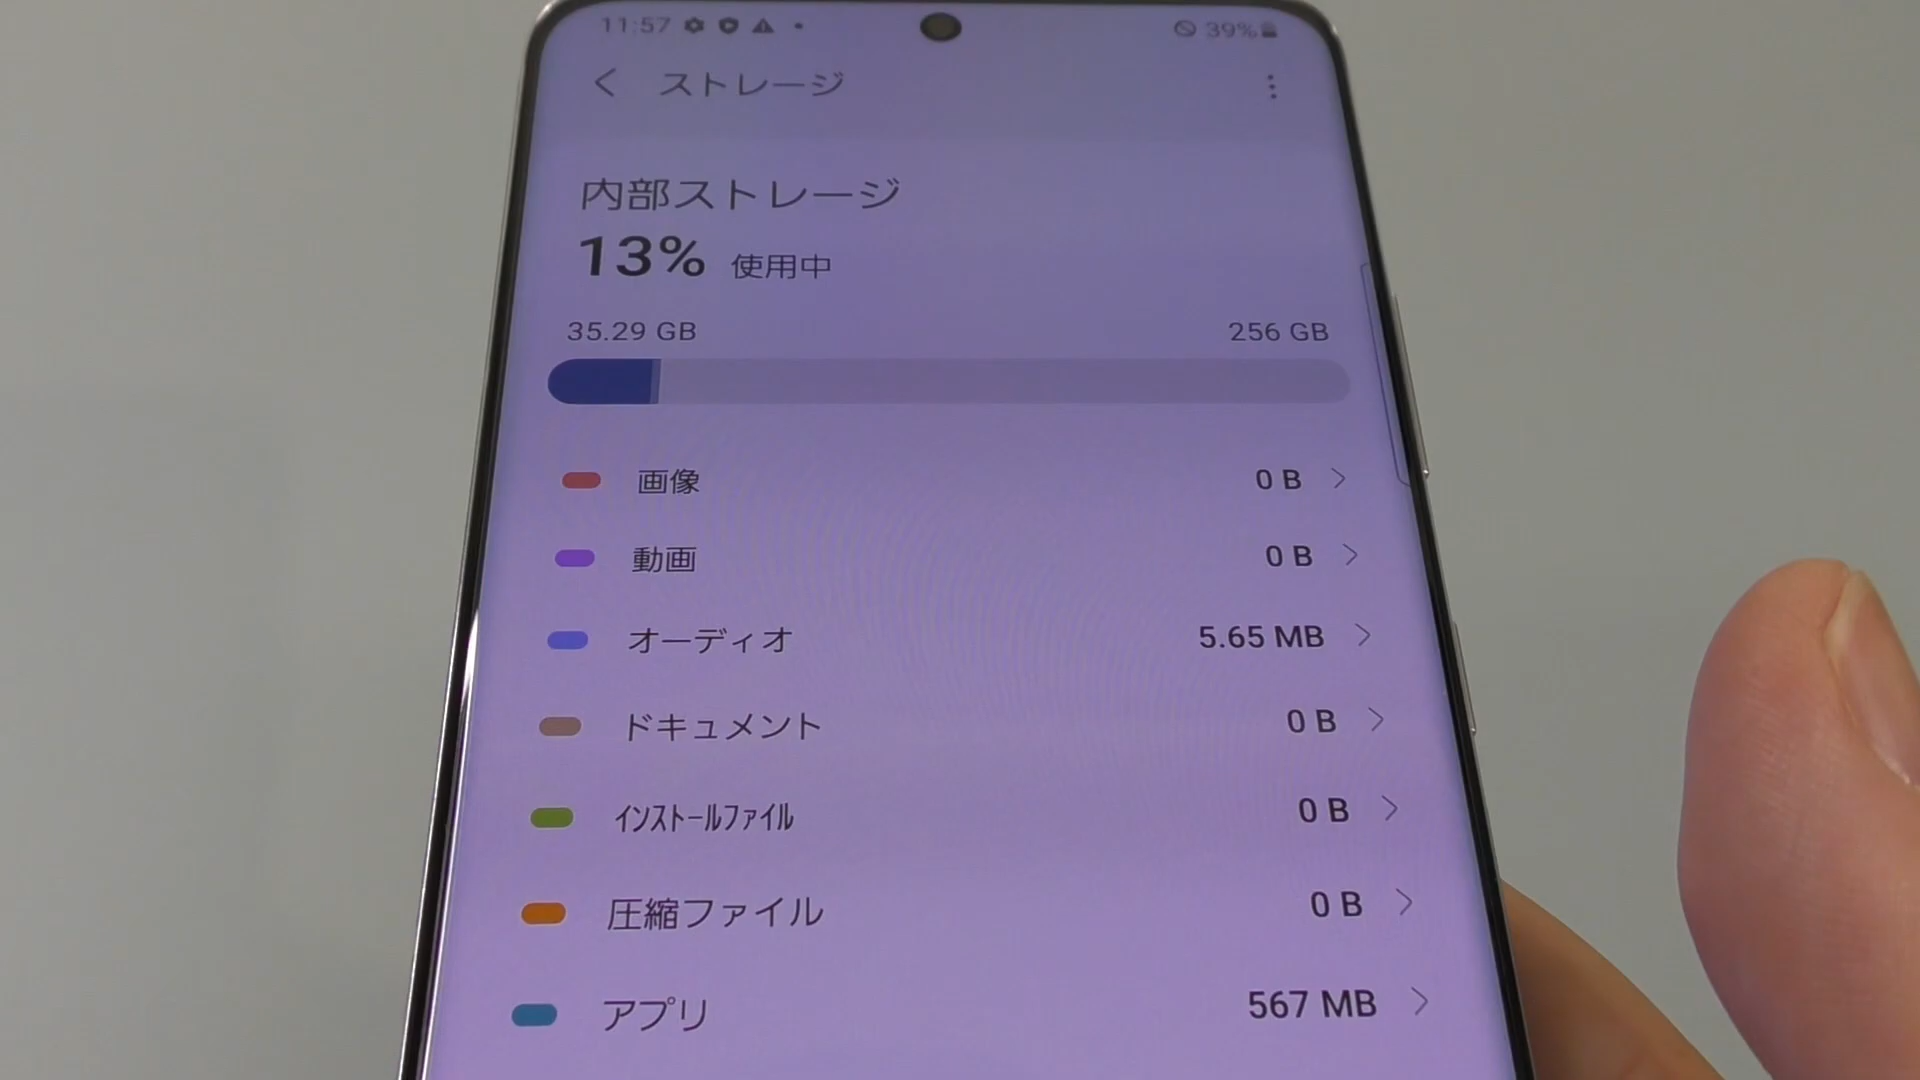 11:57 39%
ストレージ
内部ストレージ
13% 使用中
35.29 GB 256 GB
画像 0 B
動画 0 B
オーディオ 5.65 MB
ドキュメント 0 B
ｲﾝｽﾄｰﾙﾌｧｲﾙ 0 B
圧縮ファイル 0 B
アプリ 567 MB